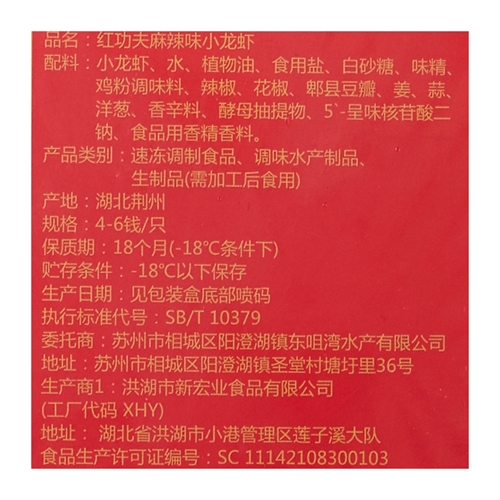 品名：红功夫麻辣味小龙虾
配料：小龙虾、水、植物油、食用盐、白砂糖、味精、
鸡粉调味料、辣椒、花椒、郫县豆瓣、姜、蒜、
洋葱、香辛料、酵母抽提物、5`-呈味核苷酸二
钠、食品用香精香料。
产品类别：速冻调制食品、调味水产制品、
生制品(需加工后食用)
产地：湖北荆州
规格：4-6钱/只
保质期：18个月(-18℃条件下)
贮存条件：-18℃以下保存
生产日期：见包装盒底部喷码
执行标准代号：SB/T 10379
委托商：苏州市相城区阳澄湖镇东咀湾水产有限公司
地址：苏州市相城区阳澄湖镇圣堂村塘圩里36号
生产商1：洪湖市新宏业食品有限公司
(工厂代码 XHY)
地址： 湖北省洪湖市小港管理区莲子溪大队
食品生产许可证编号：SC 11142108300103